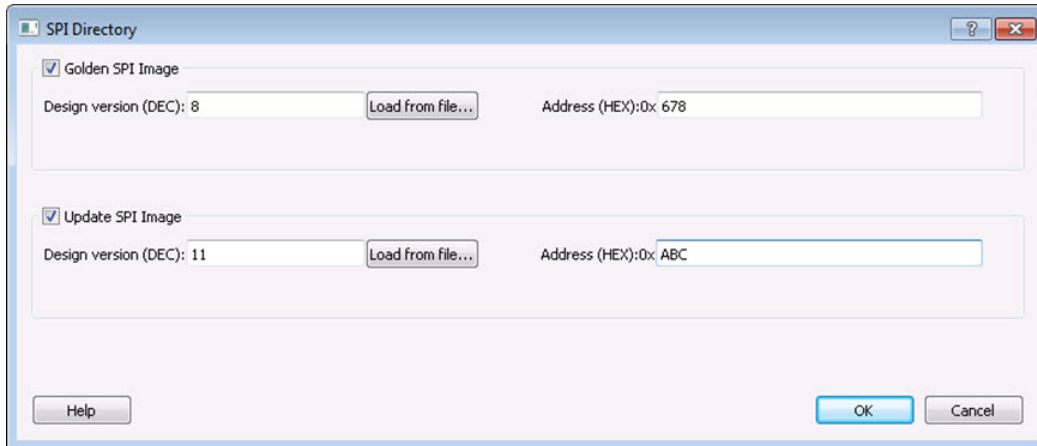 SPI Directory
Golden SPI Image
Design version (DEC): 8 Load from file... Address (HEX):0x 678
Update SPI Image
Design version (DEC): 11 Load from file... Address (HEX):0x ABC
Help OK Cancel